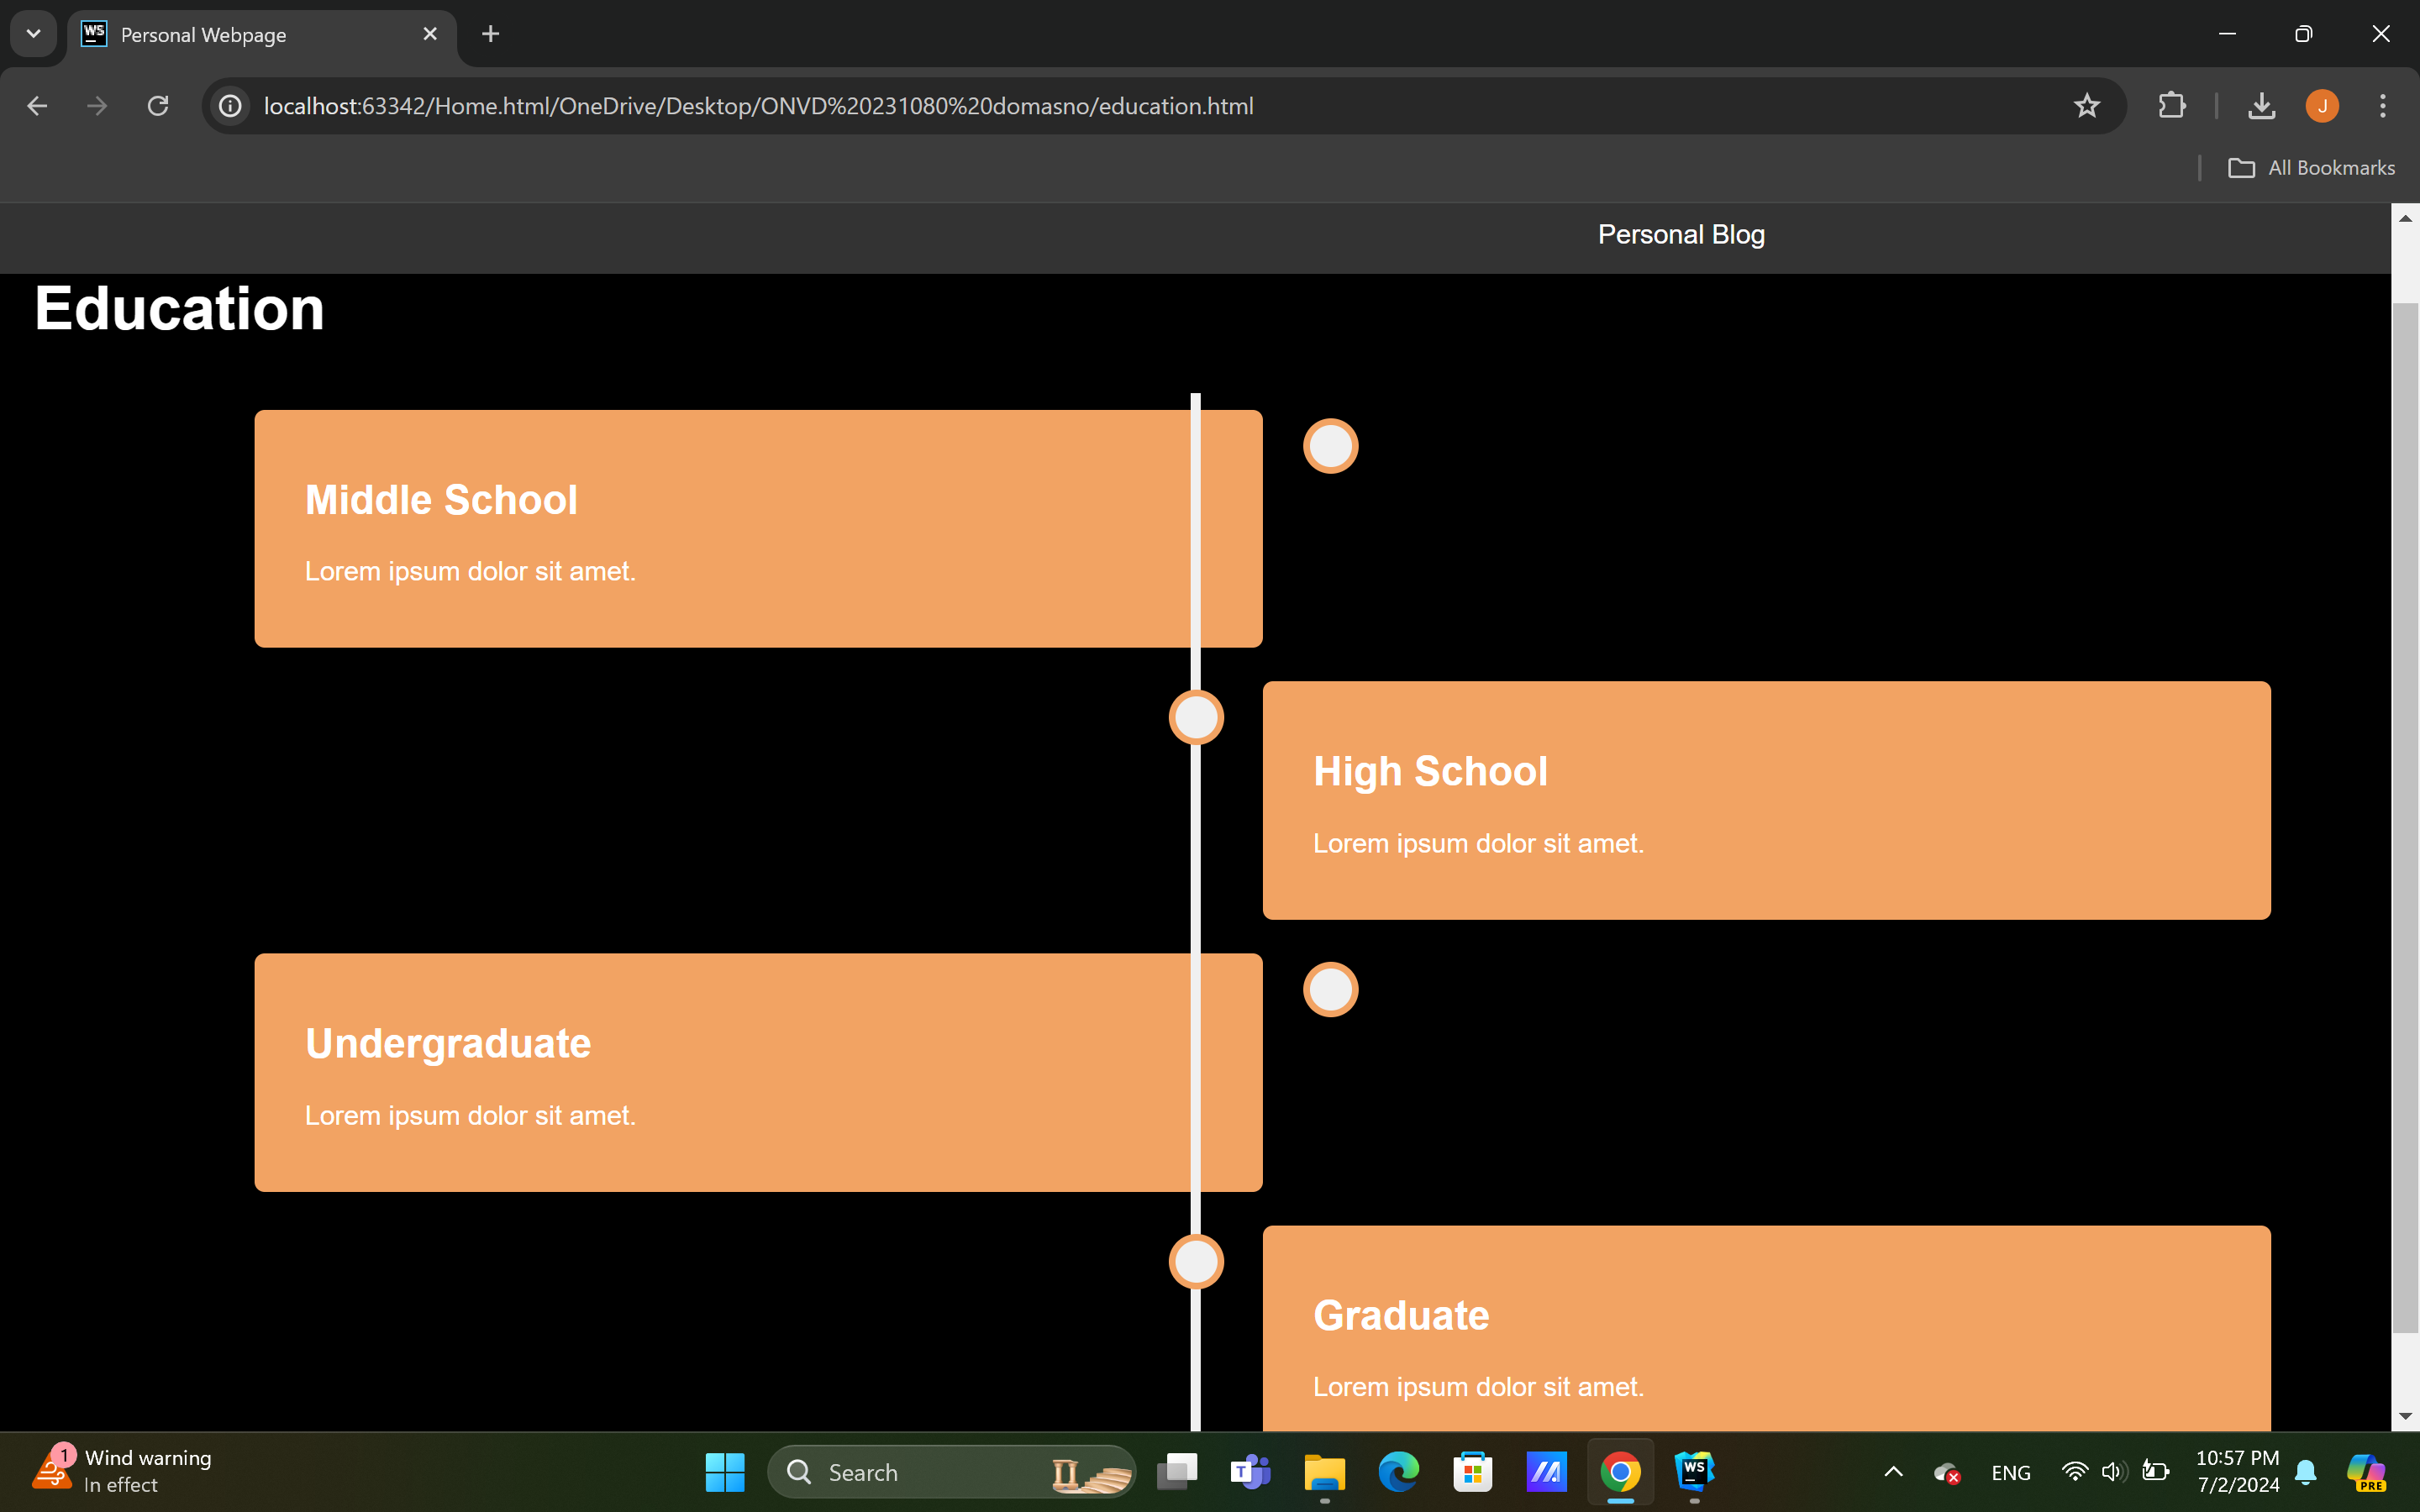 WS
Personal Webpage
localhost:63342/Home.html/OneDrive/Desktop/ONVD%20231080%20domasno/education.html
J
All Bookmarks
Personal Blog
Education
Middle School
Lorem ipsum dolor sit amet.
High School
Lorem ipsum dolor sit amet.
Undergraduate
Lorem ipsum dolor sit amet.
Graduate
Lorem ipsum dolor sit amet.
1
Wind warning
In effect
Search
T
WS
ENG
10:57 PM
7/2/2024
PRE